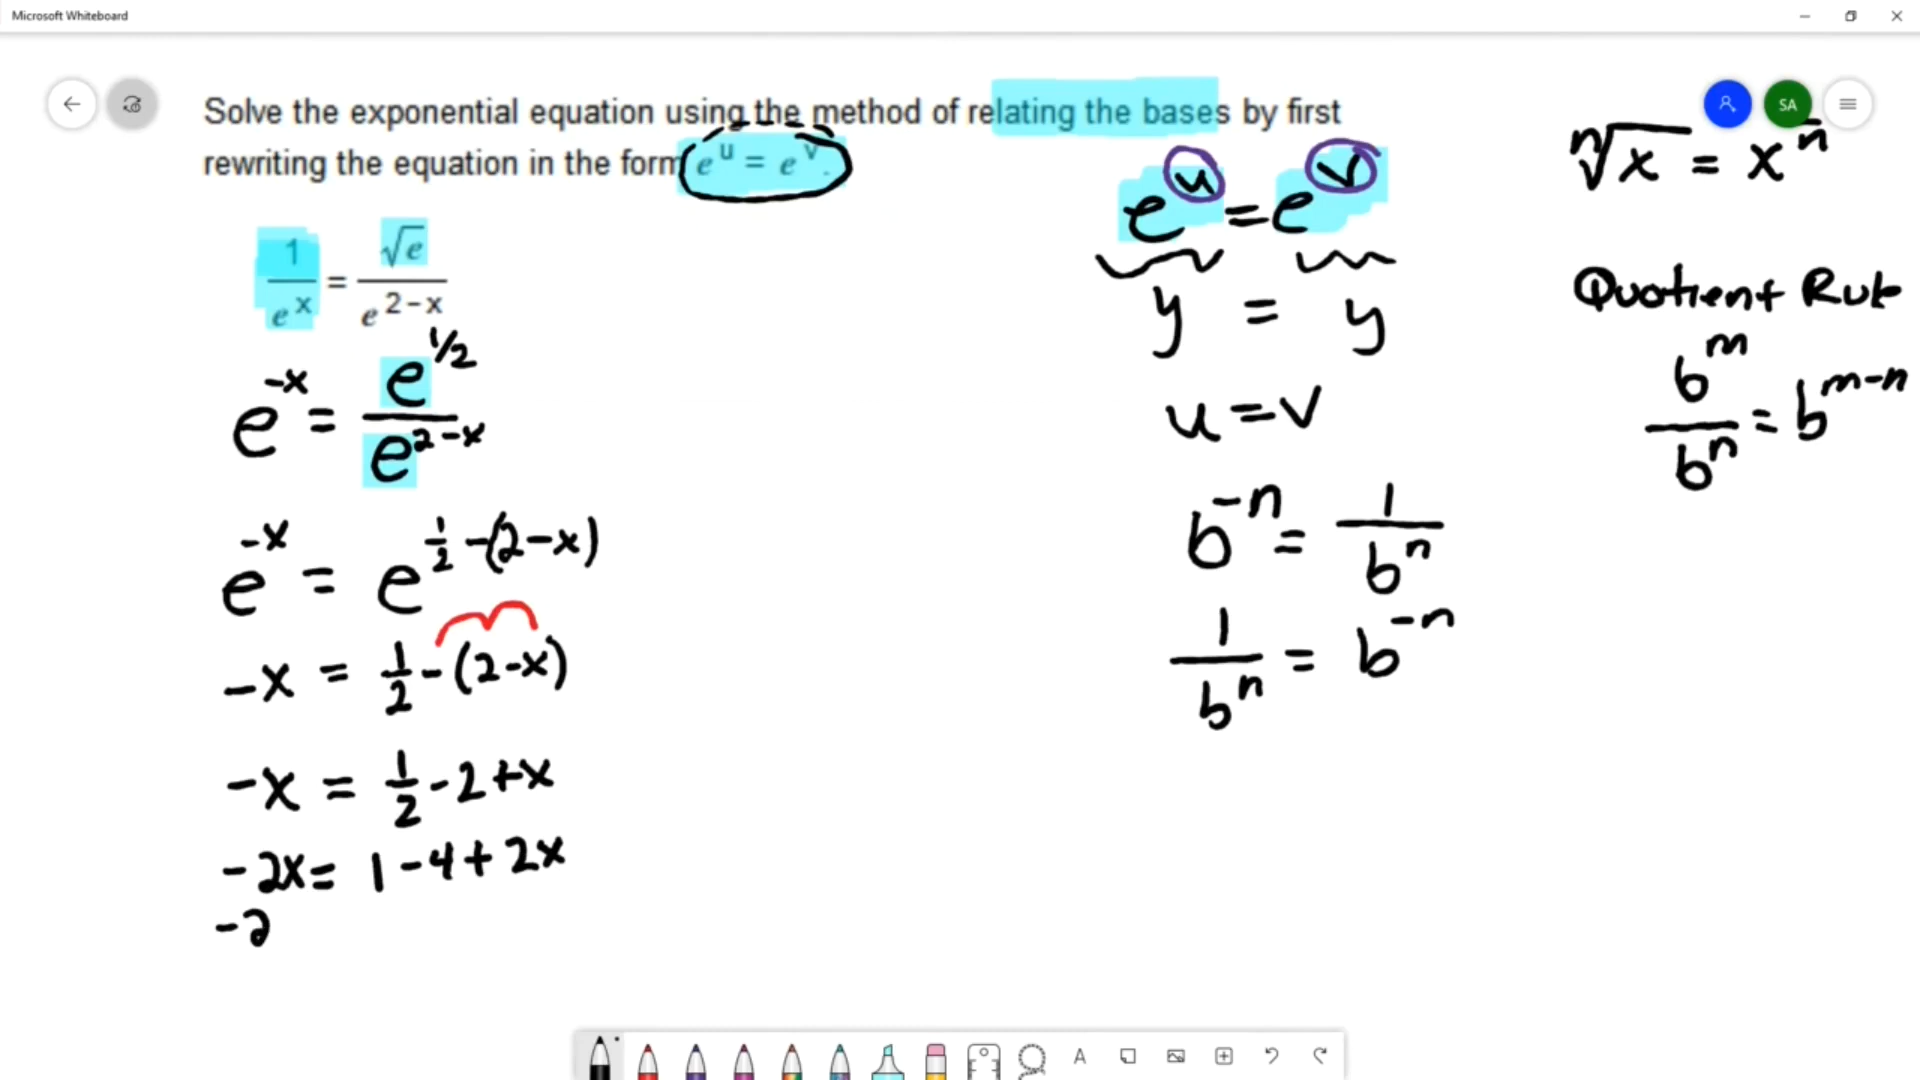 Microsoft Whiteboard
SA
Solve the exponential equation using the method of relating the bases by first
rewriting the equation in the form e^u = e^v.
1/e^x = √e/e^(2-x)
e^-x = e^(1/2)/e^(2-x)
e^-x = e^(1/2-(2-x))
-x = 1/2-(2-x)
-x = 1/2-2+x
-2x = 1-4+2x
-2
e^u = e^v
y = y
u = v
b^-n = 1/b^n
1/b^n = b^-n
ⁿ√x = x^n
Quotient Rule
b^m/b^n = b^(m-n)
A